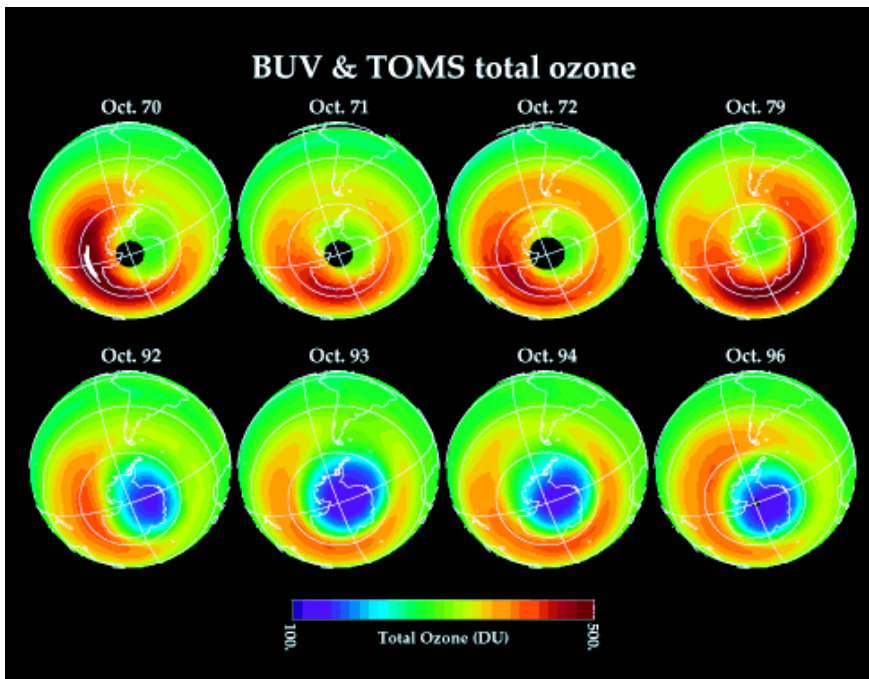 BUV & TOMS total ozone
Oct. 70 Oct. 71 Oct. 72 Oct. 79
Oct. 92 Oct. 93 Oct. 94 Oct. 96
100. 500.
Total Ozone (DU)